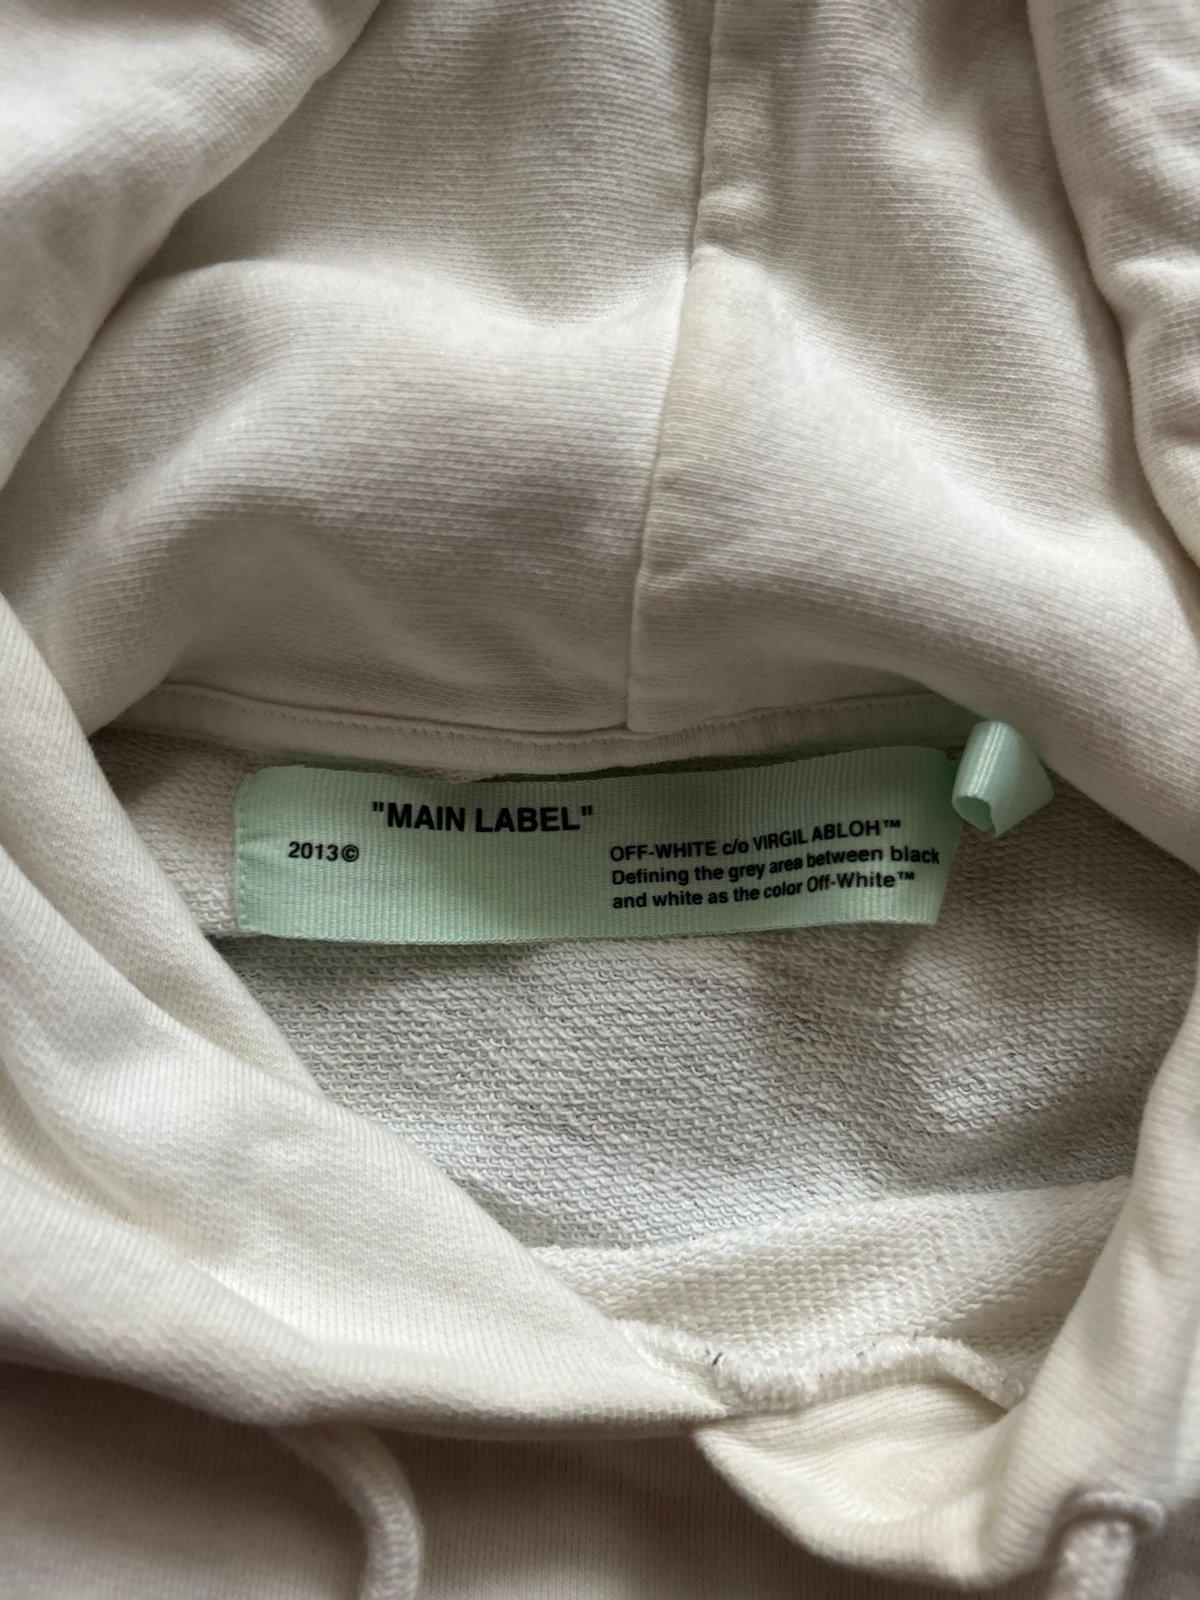 "MAIN LABEL"
2013©
OFF-WHITE c/o VIRGIL ABLOH™
Defining the grey area between black
and white as the color Off-White™